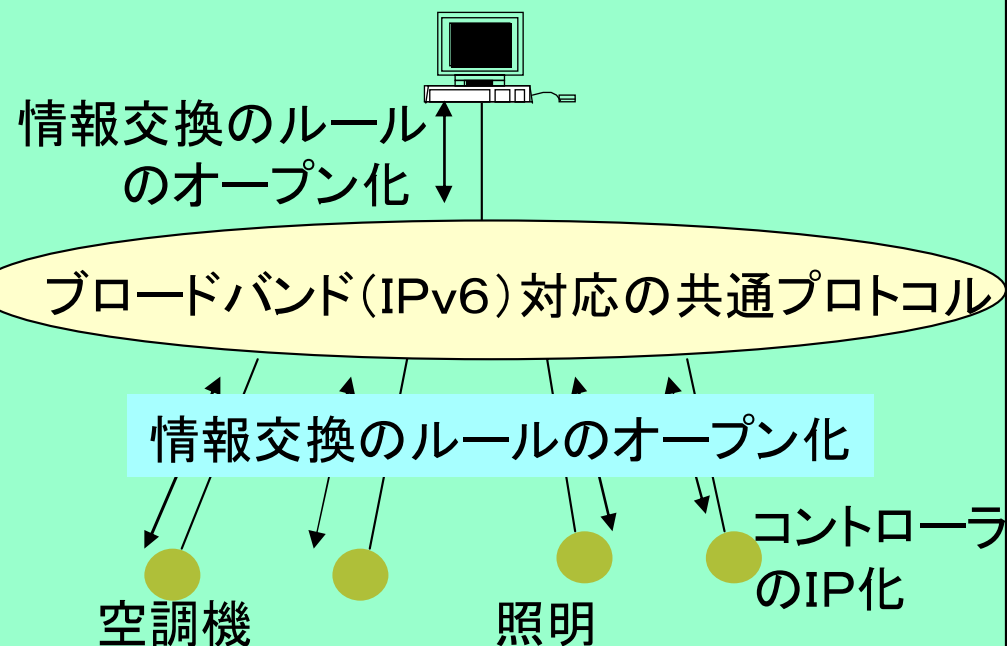 情報交換のルール
のオープン化
ブロードバンド(IPv6)対応の共通プロトコル
情報交換のルールのオープン化
コントローラ
のIP化
空調機
照明